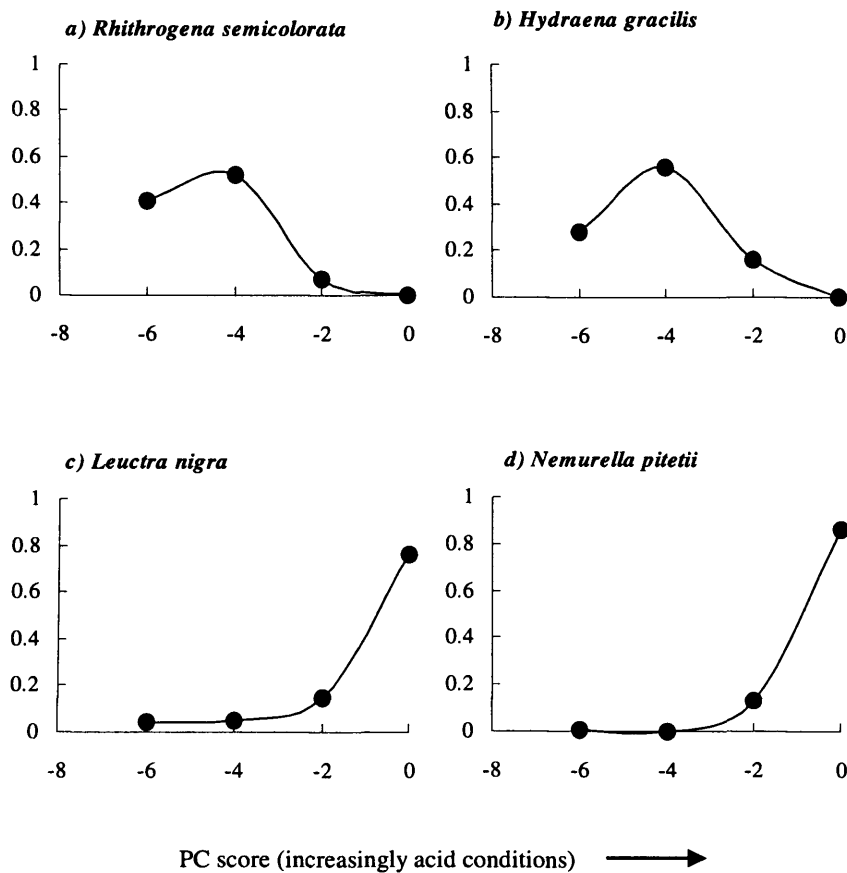 a) Rhithrogena semicolorata
b) Hydraena gracilis
1
0.8
0.6
0.4
0.2
0
-8 -6 -4 -2 0
1
0.8
0.6
0.4
0.2
0
-8 -6 -4 -2 0
c) Leuctra nigra
d) Nemurella pitetii
1
0.8
0.6
0.4
0.2
0
-8 -6 -4 -2 0
1
0.8
0.6
0.4
0.2
0
-8 -6 -4 -2 0
PC score (increasingly acid conditions)